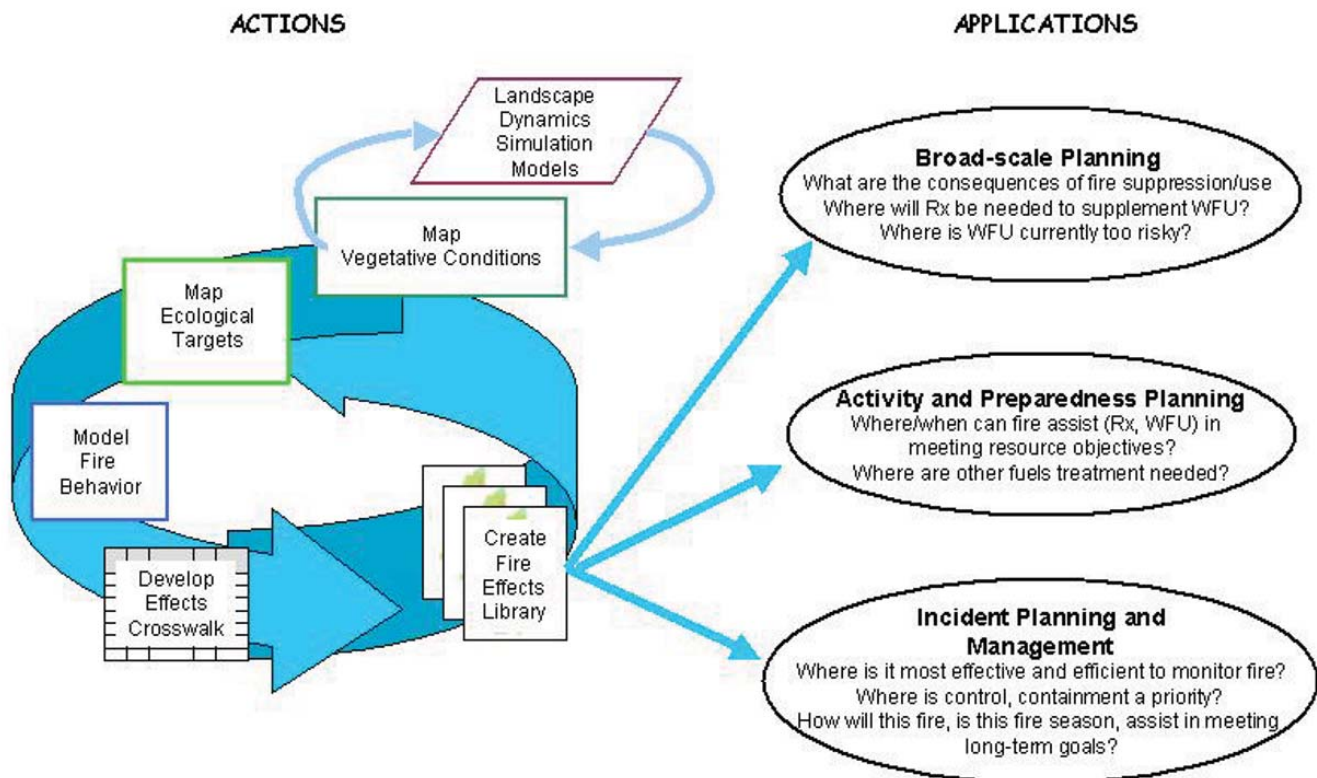 ACTIONS
APPLICATIONS
Landscape
Dynamics
Simulation
Models
Map
Vegetative Conditions
Map
Ecological
Targets
Model
Fire
Behavior
Develop
Effects
Crosswalk
Create
Fire
Effects
Library
Broad-scale Planning
What are the consequences of fire suppression/use
Where will Rx be needed to supplement WFU?
Where is WFU currently too risky?
Activity and Preparedness Planning
Where/when can fire assist (Rx, WFU) in
meeting resource objectives?
Where are other fuels treatment needed?
Incident Planning and
Management
Where is it most effective and efficient to monitor fire?
Where is control, containment a priority?
How will this fire, is this fire season, assist in meeting
long-term goals?